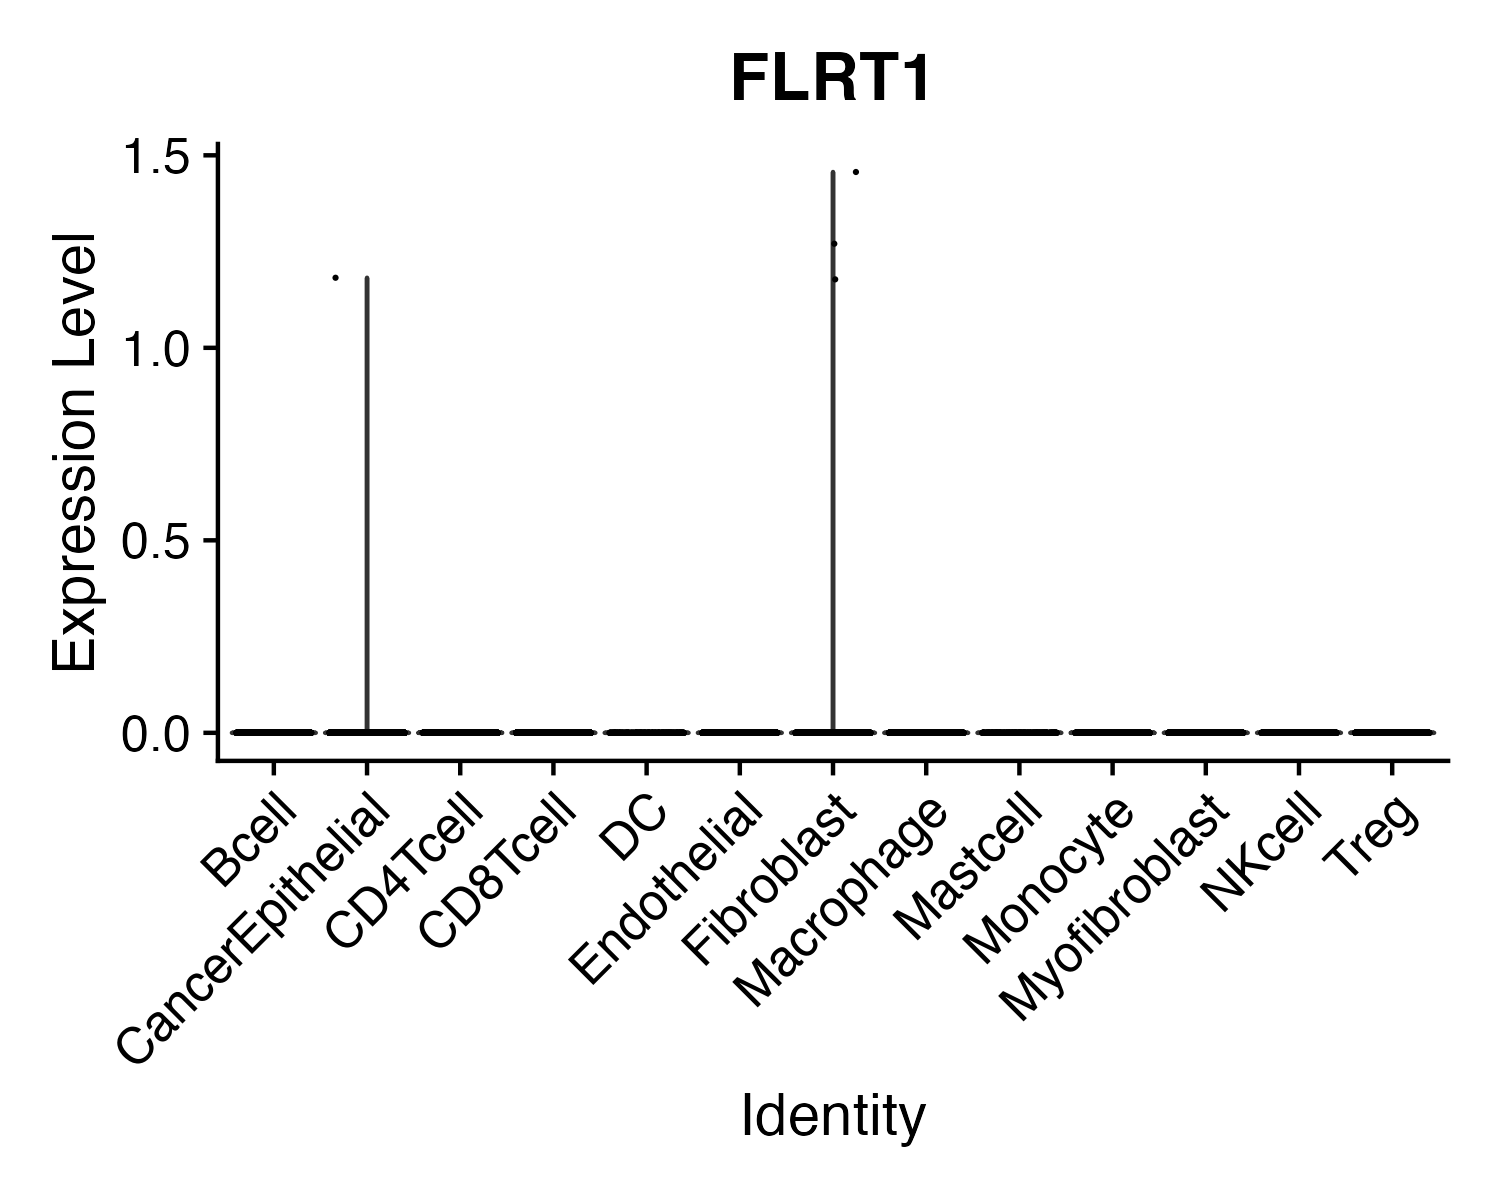 FLRT1
Expression Level
1.5
1.0
0.5
0.0
Bcell
CancerEpithelial
CD4Tcell
CD8Tcell
DC
Endothelial
Fibroblast
Macrophage
Mastcell
Monocyte
Myofibroblast
NKcell
Treg
Identity